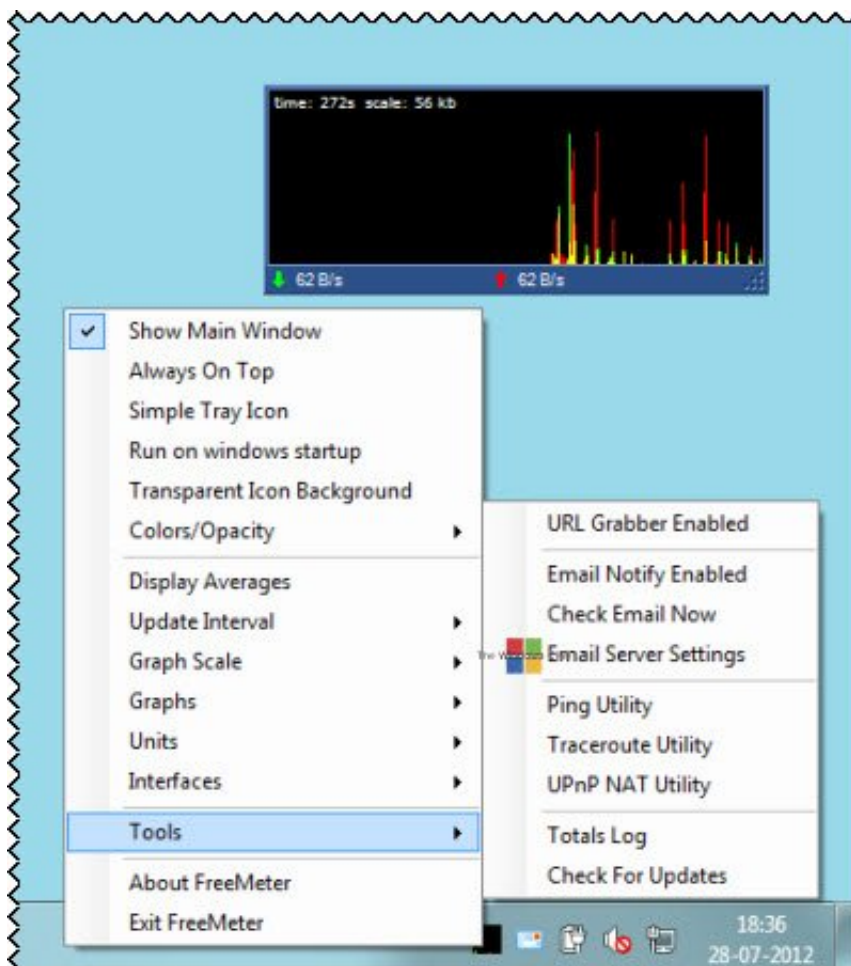 time: 272s scale: 56 kb
62 B/s 62 B/s
Show Main Window
Always On Top
Simple Tray Icon
Run on windows startup
Transparent Icon Background
Colors/Opacity
Display Averages
Update Interval
Graph Scale
Graphs
Units
Interfaces
Tools
About FreeMeter
Exit FreeMeter
URL Grabber Enabled
Email Notify Enabled
Check Email Now
The
Email Server Settings
Ping Utility
Traceroute Utility
UPnP NAT Utility
Totals Log
Check For Updates
18:36
28-07-2012